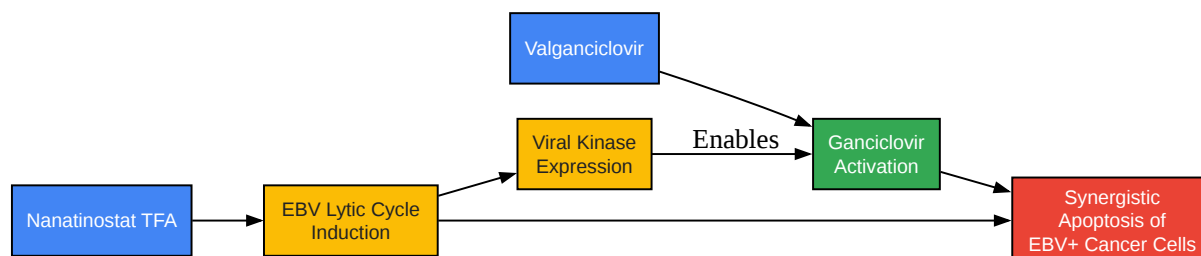 Valganciclovir
Viral Kinase
Expression
Enables
Ganciclovir
Activation
Nanatinostat TFA
EBV Lytic Cycle
Induction
Synergistic
Apoptosis of
EBV+ Cancer Cells